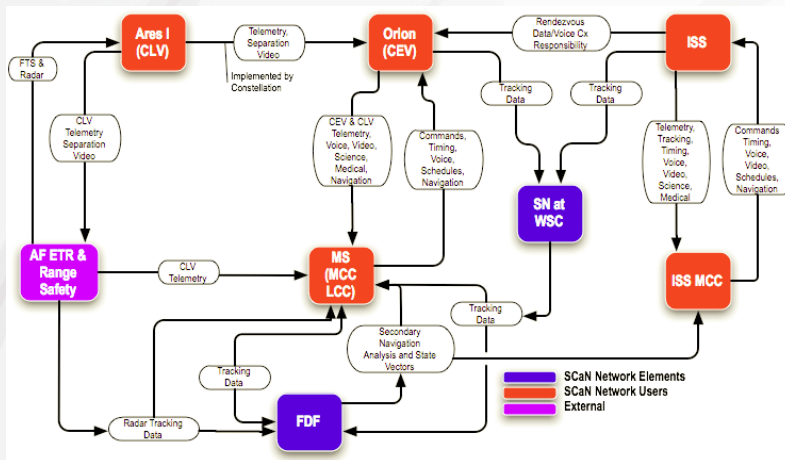 Ares I
(CLV)
Telemetry,
Separation
Video
Orion
(CEV)
Rendezvous
Data/Voice Cx
Responsibility
ISS
FTS &
Radar
Implemented by
Constellation
Tracking
Data
Tracking
Data
CLV
Telemetry
Separation
Video
CEV & CLV
Telemetry,
Voice, Video,
Science,
Medical,
Navigation
Commands,
Timing,
Voice,
Schedules,
Navigation
Telemetry,
Tracking,
Timing,
Voice,
Video,
Science,
Medical
Commands
Timing,
Voice,
Video,
Schedules,
Navigation
SN at
WSC
AF ETR &
Range
Safety
CLV
Telemetry
MS
(MCC
LCC)
ISS MCC
Tracking
Data
Secondary
Navigation
Analysis and State
Vectors
Tracking
Data
Radar Tracking
Data
FDF
SCaN Network Elements
SCaN Network Users
External